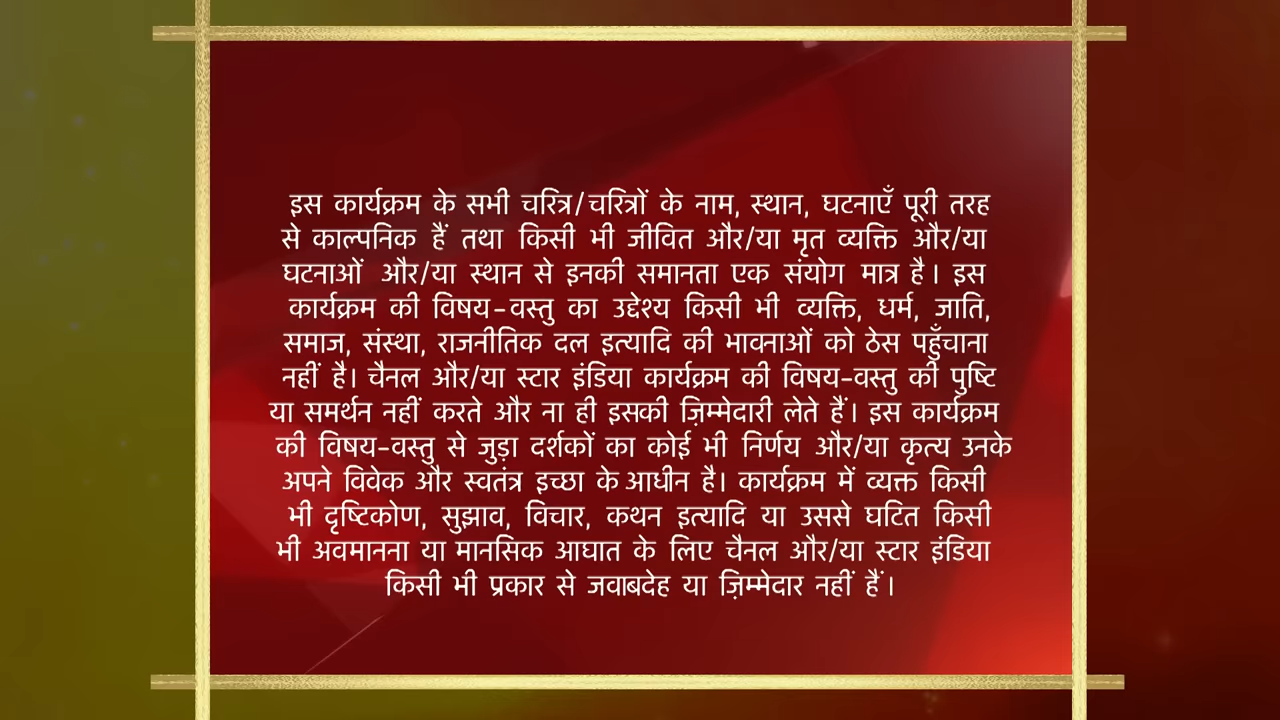 इस कार्यक्रम के सभी चरित्र/चरित्रों के नाम, स्थान, घटनाएँ पूरी तरह
से काल्पनिक हैं तथा किसी भी जीवित और/या मृत व्यक्ति और/या
घटनाओं और/या स्थान से इनकी समानता एक संयोग मात्र है। इस
कार्यक्रम की विषय-वस्तु का उद्देश्य किसी भी व्यक्ति, धर्म, जाति,
समाज, संस्था, राजनीतिक दल इत्यादि की भावनाओं को ठेस पहुँचाना
नहीं है। चैनल और/या स्टार इंडिया कार्यक्रम की विषय-वस्तु की पुष्टि
या समर्थन नहीं करते और ना ही इसकी ज़िम्मेदारी लेते हैं। इस कार्यक्रम
की विषय-वस्तु से जुड़ा दर्शकों का कोई भी निर्णय और/या कृत्य उनके
अपने विवेक और स्वतंत्र इच्छा के आधीन है। कार्यक्रम में व्यक्त किसी
भी दृष्टिकोण, सुझाव, विचार, कथन इत्यादि या उससे घटित किसी
भी अवमानना या मानसिक आघात के लिए चैनल और/या स्टार इंडिया
किसी भी प्रकार से जवाबदेह या ज़िम्मेदार नहीं हैं।